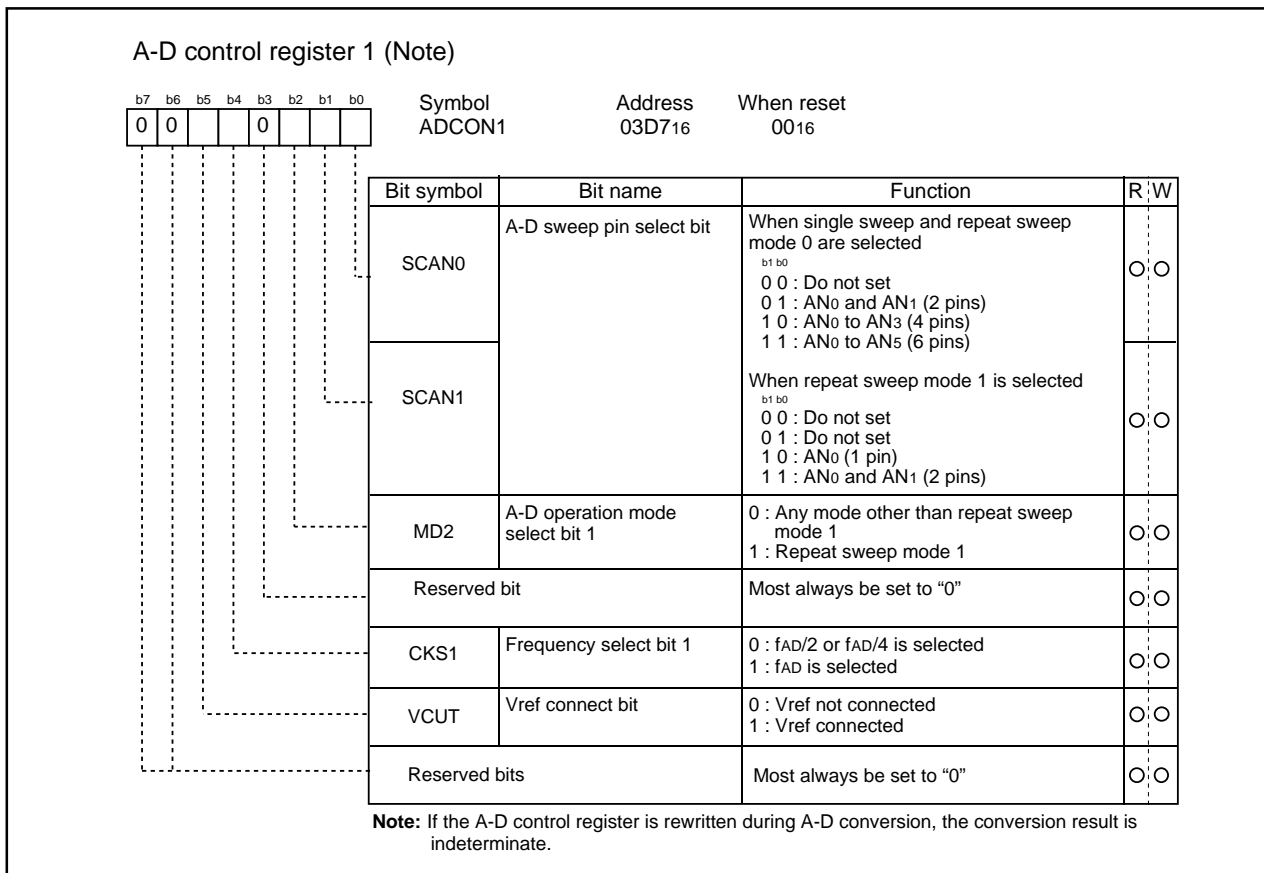 A-D control register 1 (Note)
b7 b6 b5 b4 b3 b2 b1 b0
0 0 0
Symbol Address When reset
ADCON1 03D716 0016
Bit symbol Bit name Function R W
SCAN0
A-D sweep pin select bit
When single sweep and repeat sweep
mode 0 are selected
b1 b0
0 0 : Do not set
0 1 : AN0 and AN1 (2 pins)
1 0 : AN0 to AN3 (4 pins)
1 1 : AN0 to AN5 (6 pins)
SCAN1
When repeat sweep mode 1 is selected
b1 b0
0 0 : Do not set
0 1 : Do not set
1 0 : AN0 (1 pin)
1 1 : AN0 and AN1 (2 pins)
MD2
A-D operation mode
select bit 1
0 : Any mode other than repeat sweep
mode 1
1 : Repeat sweep mode 1
Reserved bit
Most always be set to “0”
CKS1
Frequency select bit 1
0 : fAD/2 or fAD/4 is selected
1 : fAD is selected
VCUT
Vref connect bit
0 : Vref not connected
1 : Vref connected
Reserved bits
Most always be set to “0”
Note: If the A-D control register is rewritten during A-D conversion, the conversion result is
indeterminate.